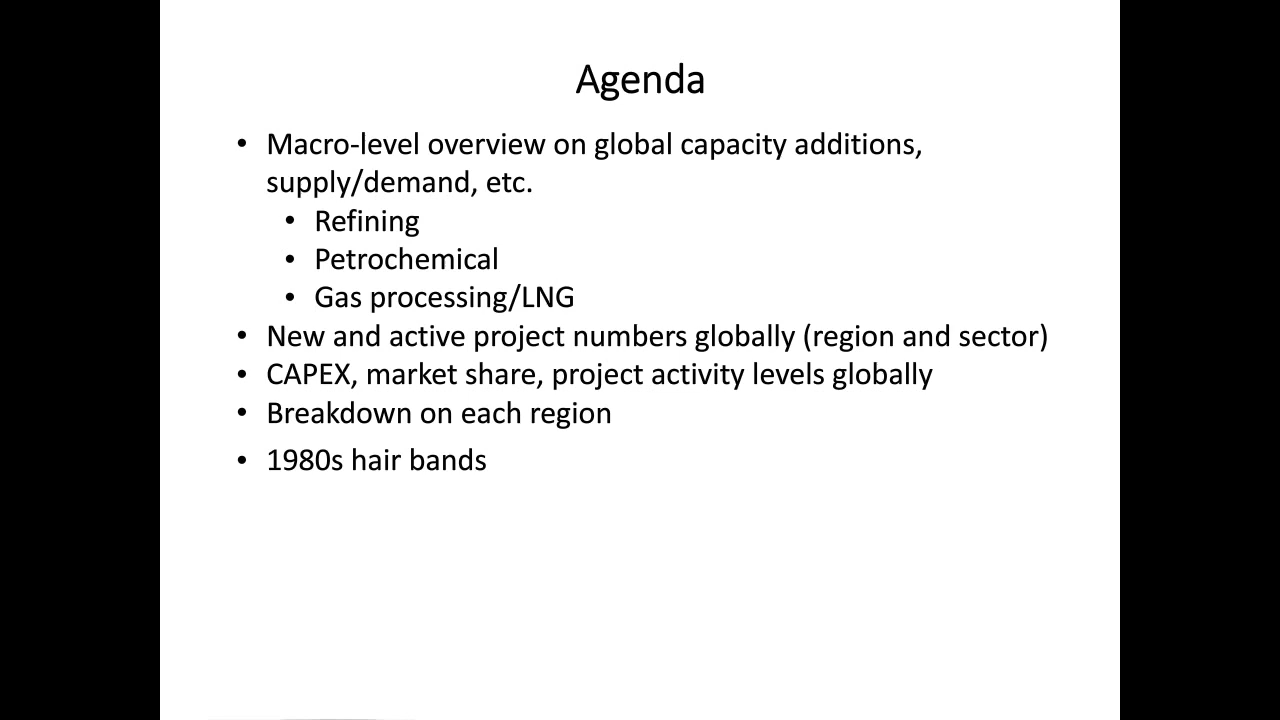 Agenda
• Macro-level overview on global capacity additions,
supply/demand, etc.
• Refining
• Petrochemical
• Gas processing/LNG
• New and active project numbers globally (region and sector)
• CAPEX, market share, project activity levels globally
• Breakdown on each region
• 1980s hair bands